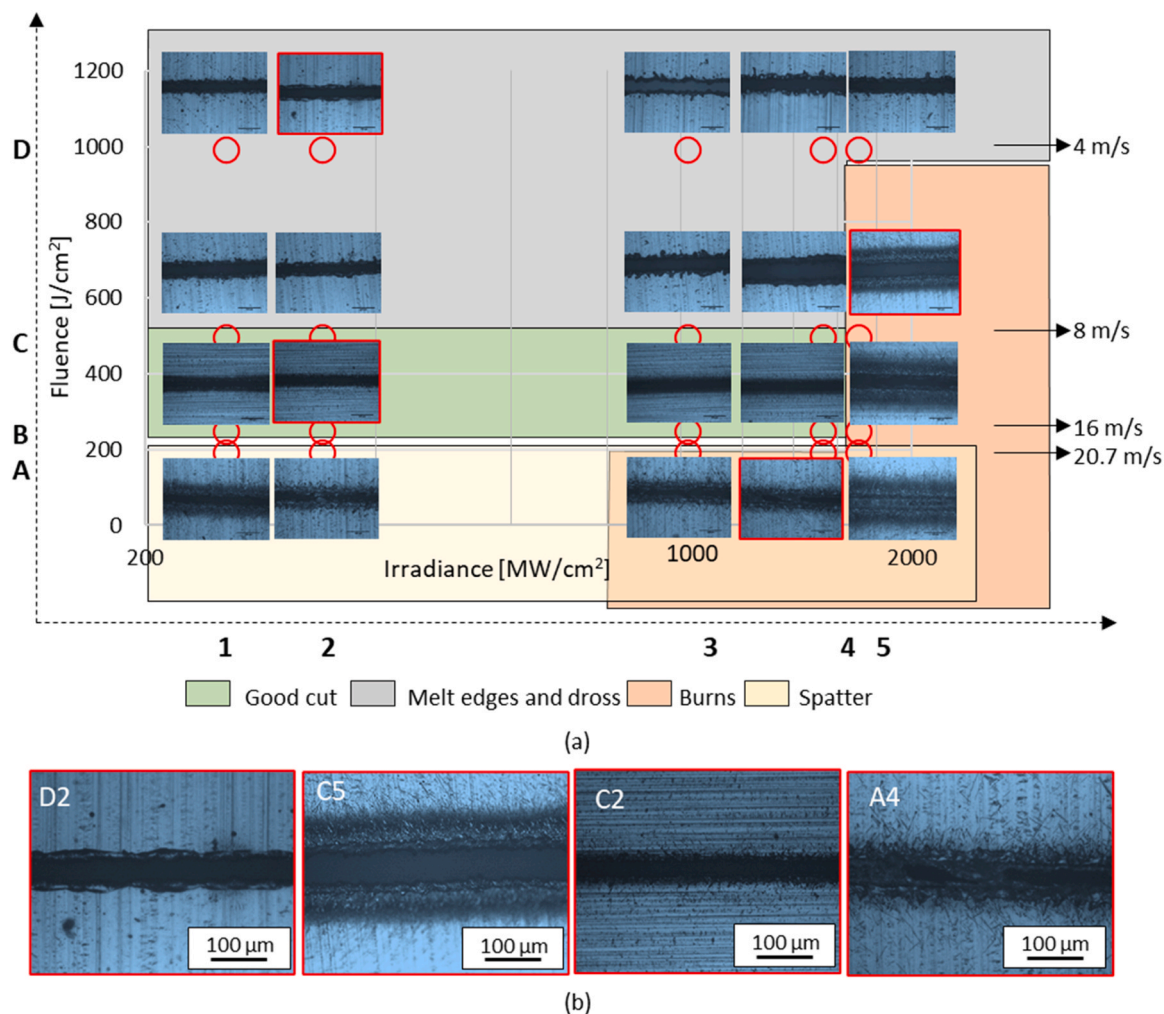 1200
D
1000
4 m/s
800
Fluence [J/cm²]
600
C
8 m/s
400
B
16 m/s
200
A
20.7 m/s
0
200
1000
2000
Irradiance [MW/cm²]
1
2
3
4
5
Good cut
Melt edges and dross
Burns
Spatter
(a)
D2
C5
C2
A4
100 µm
100 µm
100 µm
100 µm
(b)